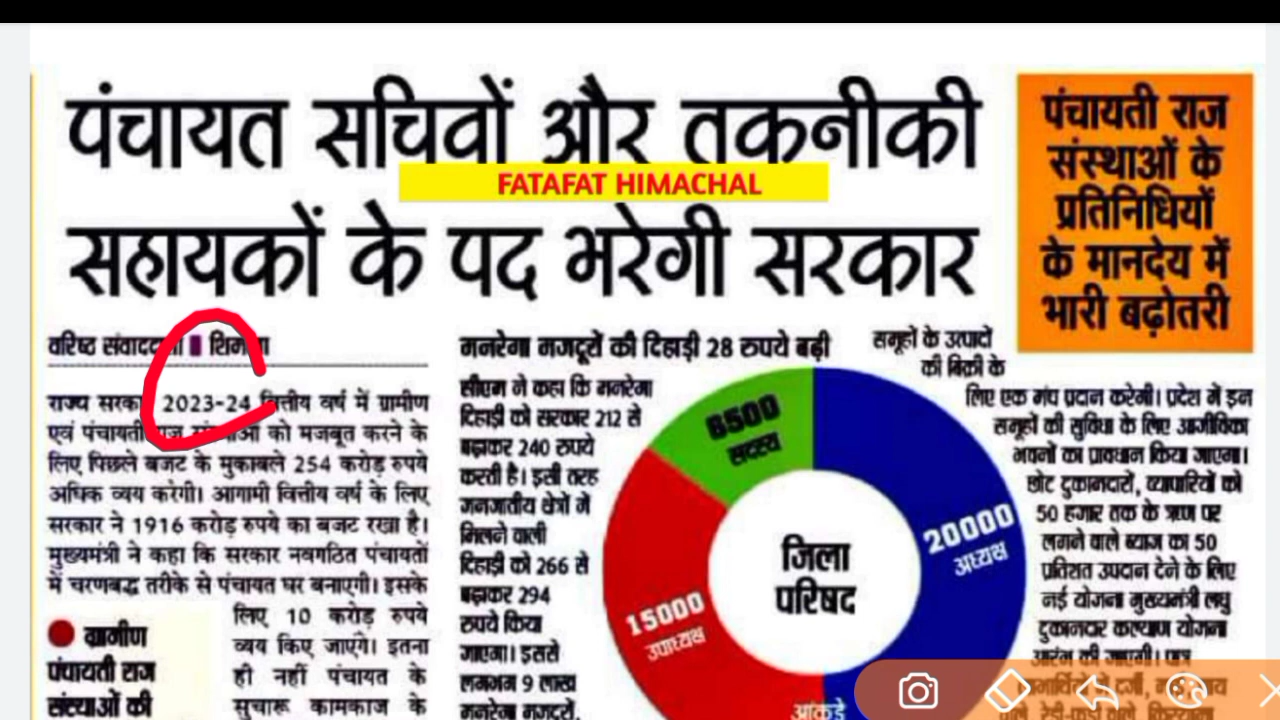 पंचायत सचिवों और तकनीकी
FATAFAT HIMACHAL
सहायकों के पद भरेगी सरकार
पंचायती राज
संस्थाओं के
प्रतिनिधियों
के मानदेय में
भारी बढ़ोतरी
वरिष्ठ संवाददाता शिमला
राज्य सरकार 2023-24 वित्तीय वर्ष में ग्रामीण
एवं पंचायती राज संस्थाओं को मजबूत करने के
लिए पिछले बजट के मुकाबले 254 करोड़ रुपये
अधिक व्यय करेगी। आगामी वित्तीय वर्ष के लिए
सरकार ने 1916 करोड़ रुपये का बजट रखा है।
मुख्यमंत्री ने कहा कि सरकार नवगठित पंचायतों
में चरणबद्ध तरीके से पंचायत घर बनाएगी। इसके
लिए 10 करोड़ रुपये
व्यय किए जाएंगे। इतना
ही नहीं पंचायत के
सुचारू कामकाज के
ग्रामीण
पंचायती राज
संस्थाओं की
मनरेगा मजदूरों की दिहाड़ी 28 रुपये बढ़ी
सीएम ने कहा कि मनरेगा
दिहाड़ी को सरकार 212 से
बढ़ाकर 240 रुपये
करती है। इसी तरह
जनजातीय क्षेत्रों में
मिलने वाली
दिहाड़ी को 266 से
बढ़ाकर 294
रुपये किया
जाएगा। इससे
लगभग 9 लाख
मनरेगा मजदूरों,
6500
सदस्य
20000
अध्यक्ष
15000
उपाध्यक्ष
जिला
परिषद
आंकड़े
समूहों के उत्पादों
की बिक्री के
लिए एक मंच प्रदान करेगी। प्रदेश में इन
समूहों की सुविधा के लिए आजीविका
भवनों का प्रावधान किया जाएगा।
छोटे दुकानदारों, व्यापारियों को
50 हजार तक के ऋण पर
लगने वाले ब्याज का 50
प्रतिशत उपदान देने के लिए
नई योजना मुख्यमंत्री लघु
दुकानदार कल्याण योजना
आरंभ की जाएगी। पात्र